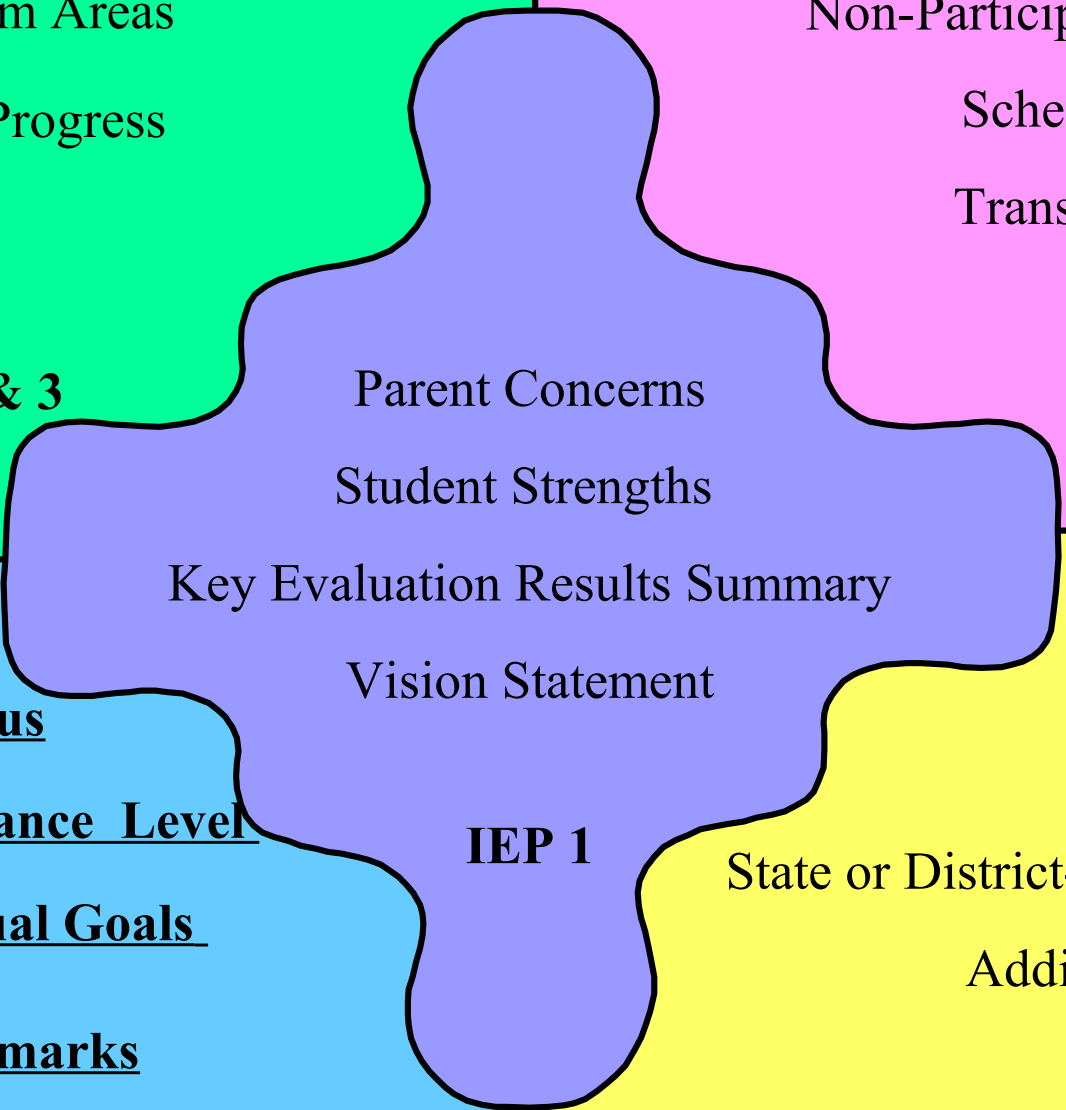 m Areas
Progress
& 3
Non-Particip
Sche
Trans
Parent Concerns
Student Strengths
Key Evaluation Results Summary
Vision Statement
IEP 1
us
ance Level
ual Goals
marks
State or District-
Addi